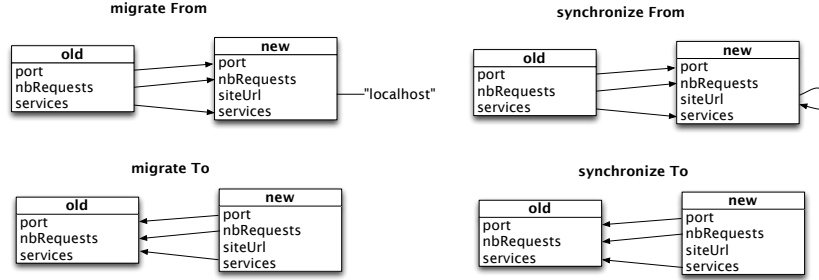 migrate From
old
port
nbRequests
services
new
port
nbRequests
siteUrl
services
"localhost"
synchronize From
old
port
nbRequests
services
new
port
nbRequests
siteUrl
services
migrate To
old
port
nbRequests
services
new
port
nbRequests
siteUrl
services
synchronize To
old
port
nbRequests
services
new
port
nbRequests
siteUrl
services